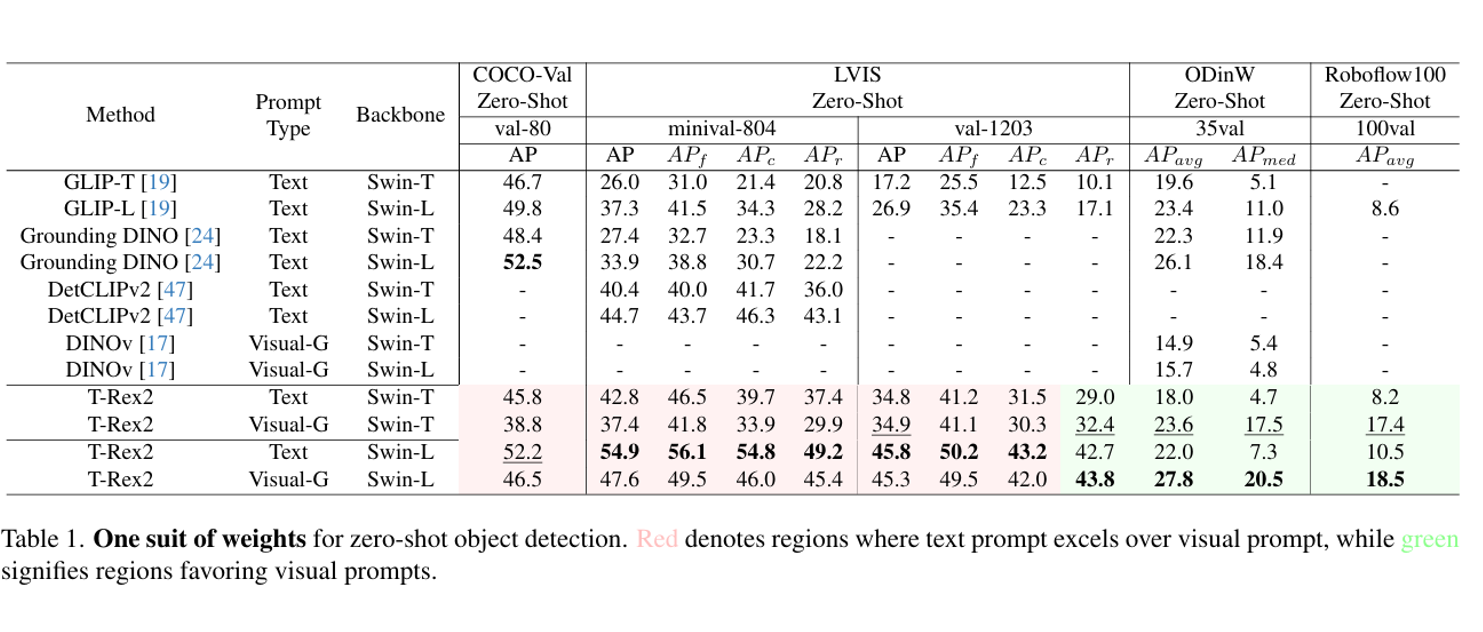 COCO-Val LVIS ODinW Roboflow100
Method Prompt Type Backbone Zero-Shot Zero-Shot Zero-Shot Zero-Shot
val-80 minival-804 val-1203 35val 100val
AP AP AP_f AP_c AP_r AP AP_f AP_c AP_r AP_avg AP_med AP_avg
GLIP-T [19] Text Swin-T 46.7 26.0 31.0 21.4 20.8 17.2 25.5 12.5 10.1 19.6 5.1 -
GLIP-L [19] Text Swin-L 49.8 37.3 41.5 34.3 28.2 26.9 35.4 23.3 17.1 23.4 11.0 8.6
Grounding DINO [24] Text Swin-T 48.4 27.4 32.7 23.3 18.1 - - - - 22.3 11.9 -
Grounding DINO [24] Text Swin-L 52.5 33.9 38.8 30.7 22.2 - - - - 26.1 18.4 -
DetCLIPv2 [47] Text Swin-T - 40.4 40.0 41.7 36.0 - - - - - - -
DetCLIPv2 [47] Text Swin-L - 44.7 43.7 46.3 43.1 - - - - - - -
DINOv [17] Visual-G Swin-T - - - - - - - - - 14.9 5.4 -
DINOv [17] Visual-G Swin-L - - - - - - - - - 15.7 4.8 -
T-Rex2 Text Swin-T 45.8 42.8 46.5 39.7 37.4 34.8 41.2 31.5 29.0 18.0 4.7 8.2
T-Rex2 Visual-G Swin-T 38.8 37.4 41.8 33.9 29.9 34.9 41.1 30.3 32.4 23.6 17.5 17.4
T-Rex2 Text Swin-L 52.2 54.9 56.1 54.8 49.2 45.8 50.2 43.2 42.7 22.0 7.3 10.5
T-Rex2 Visual-G Swin-L 46.5 47.6 49.5 46.0 45.4 45.3 49.5 42.0 43.8 27.8 20.5 18.5
Table 1. One suit of weights for zero-shot object detection. Red denotes regions where text prompt excels over visual prompt, while green
signifies regions favoring visual prompts.